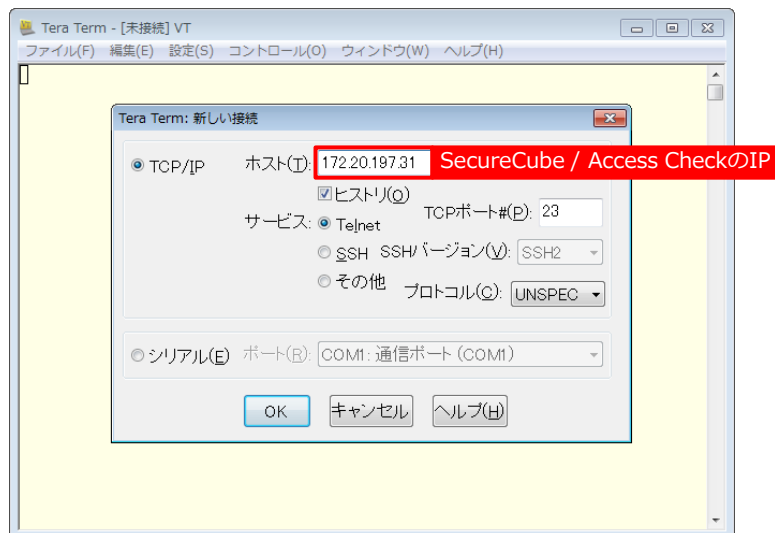 Tera Term - [未接続] VT
ファイル(F) 編集(E) 設定(S) コントロール(O) ウィンドウ(W) ヘルプ(H)
Tera Term: 新しい接続
TCP/IP ホスト(T): 172.20.197.31 SecureCube / Access CheckのIP
ヒストリ(O)
サービス: Telnet TCPポート#(P): 23
SSH SSHバージョン(V): SSH2
その他 プロトコル(C): UNSPEC
シリアル(E) ポート(R): COM1: 通信ポート (COM1)
OK キャンセル ヘルプ(H)